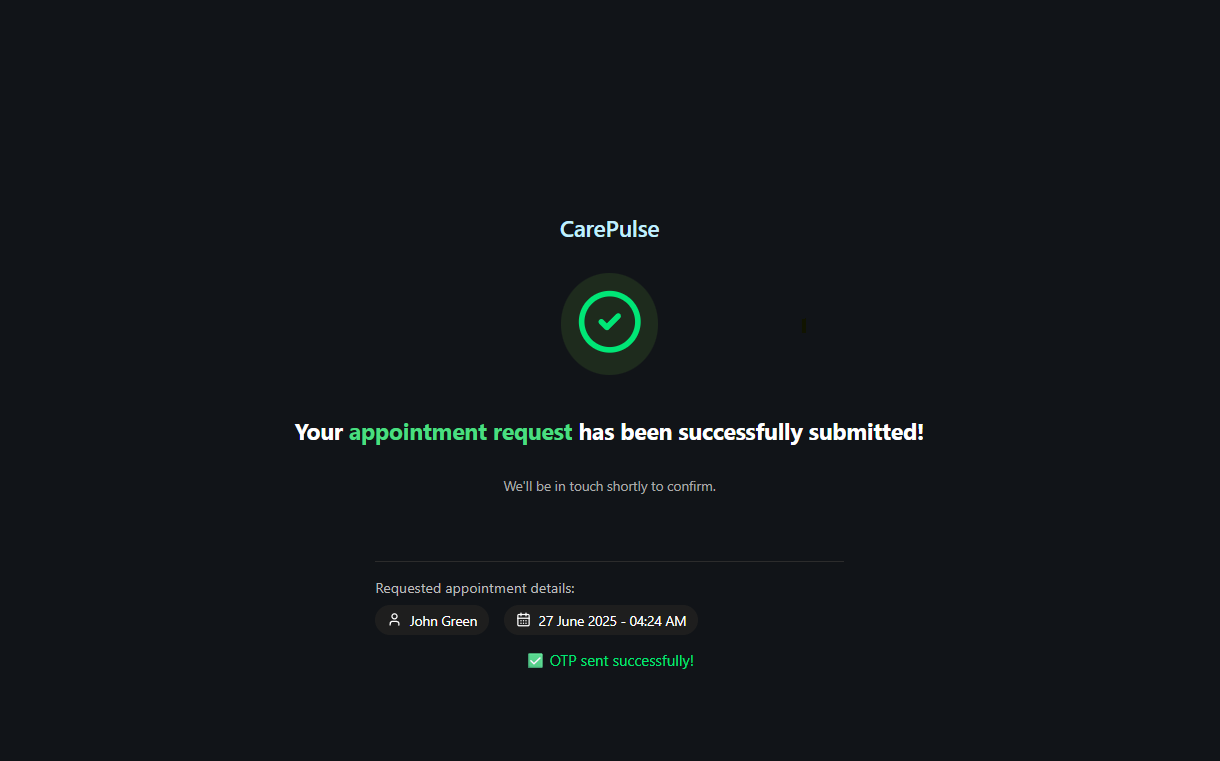 CarePulse
Your appointment request has been successfully submitted!
We'll be in touch shortly to confirm.
Requested appointment details:
John Green 27 June 2025 - 04:24 AM
✅ OTP sent successfully!